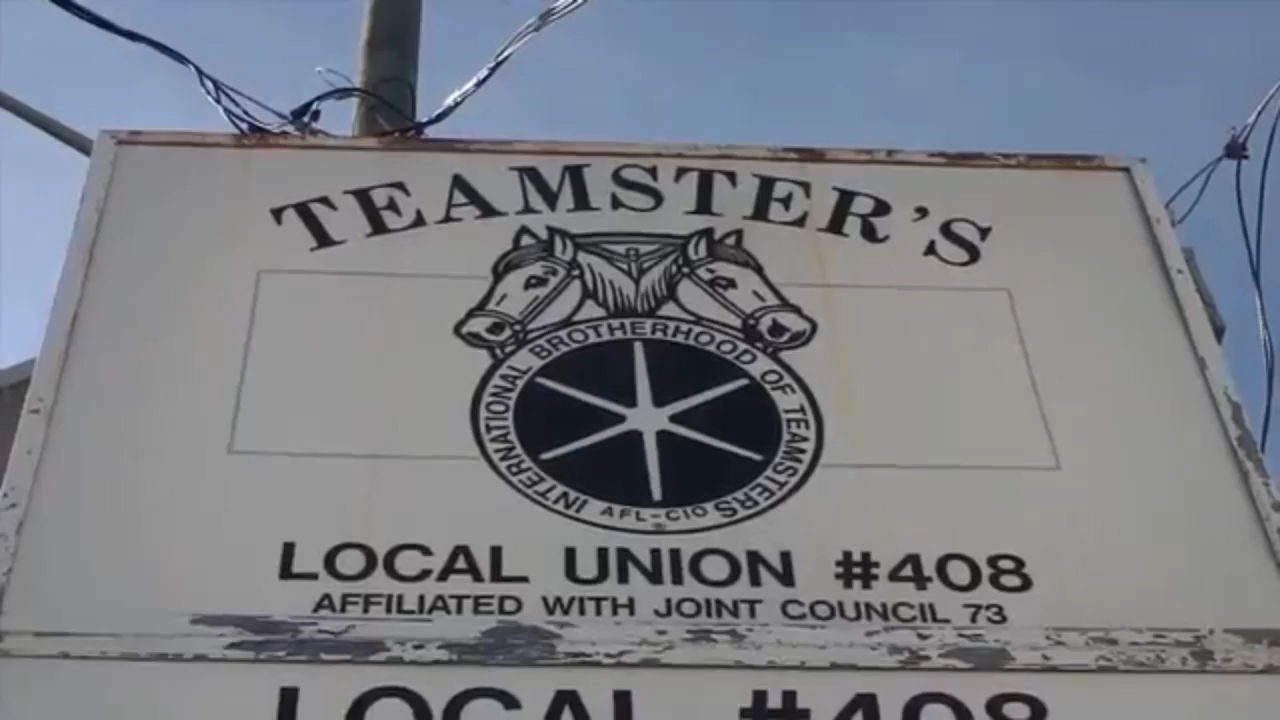 TEAMSTER'S
INTERNATIONAL BROTHERHOOD OF TEAMSTERS
AFL-CIO
®
LOCAL UNION #408
AFFILIATED WITH JOINT COUNCIL 73
LOCAL #408